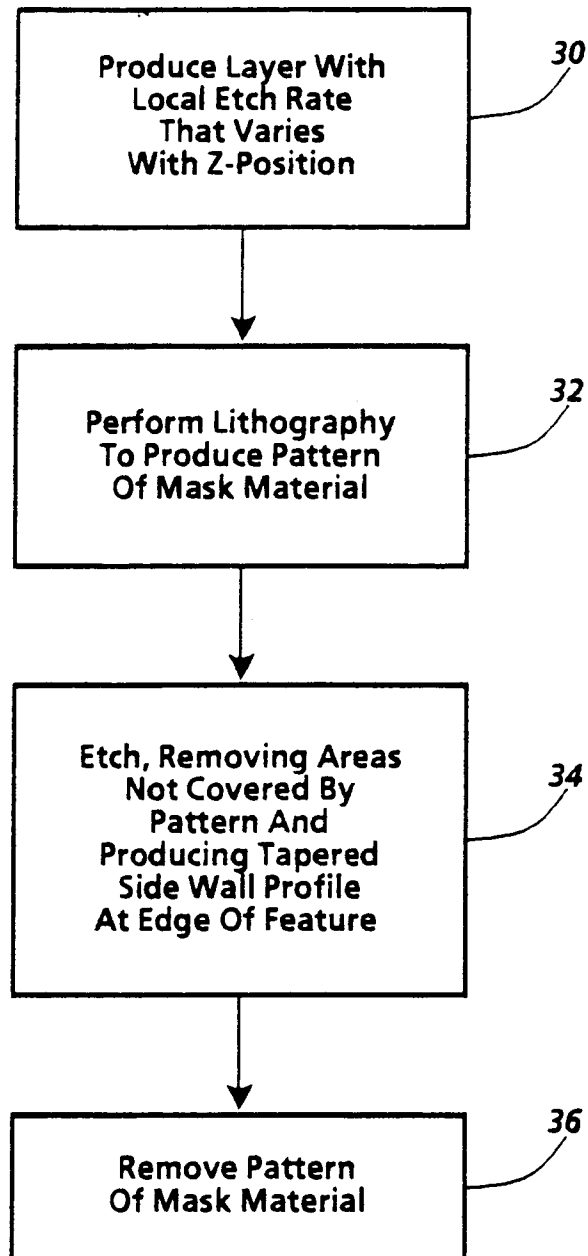 Produce Layer With
Local Etch Rate
That Varies
With Z-Position
30
Perform Lithography
To Produce Pattern
Of Mask Material
32
Etch, Removing Areas
Not Covered By
Pattern And
Producing Tapered
Side Wall Profile
At Edge Of Feature
34
Remove Pattern
Of Mask Material
36